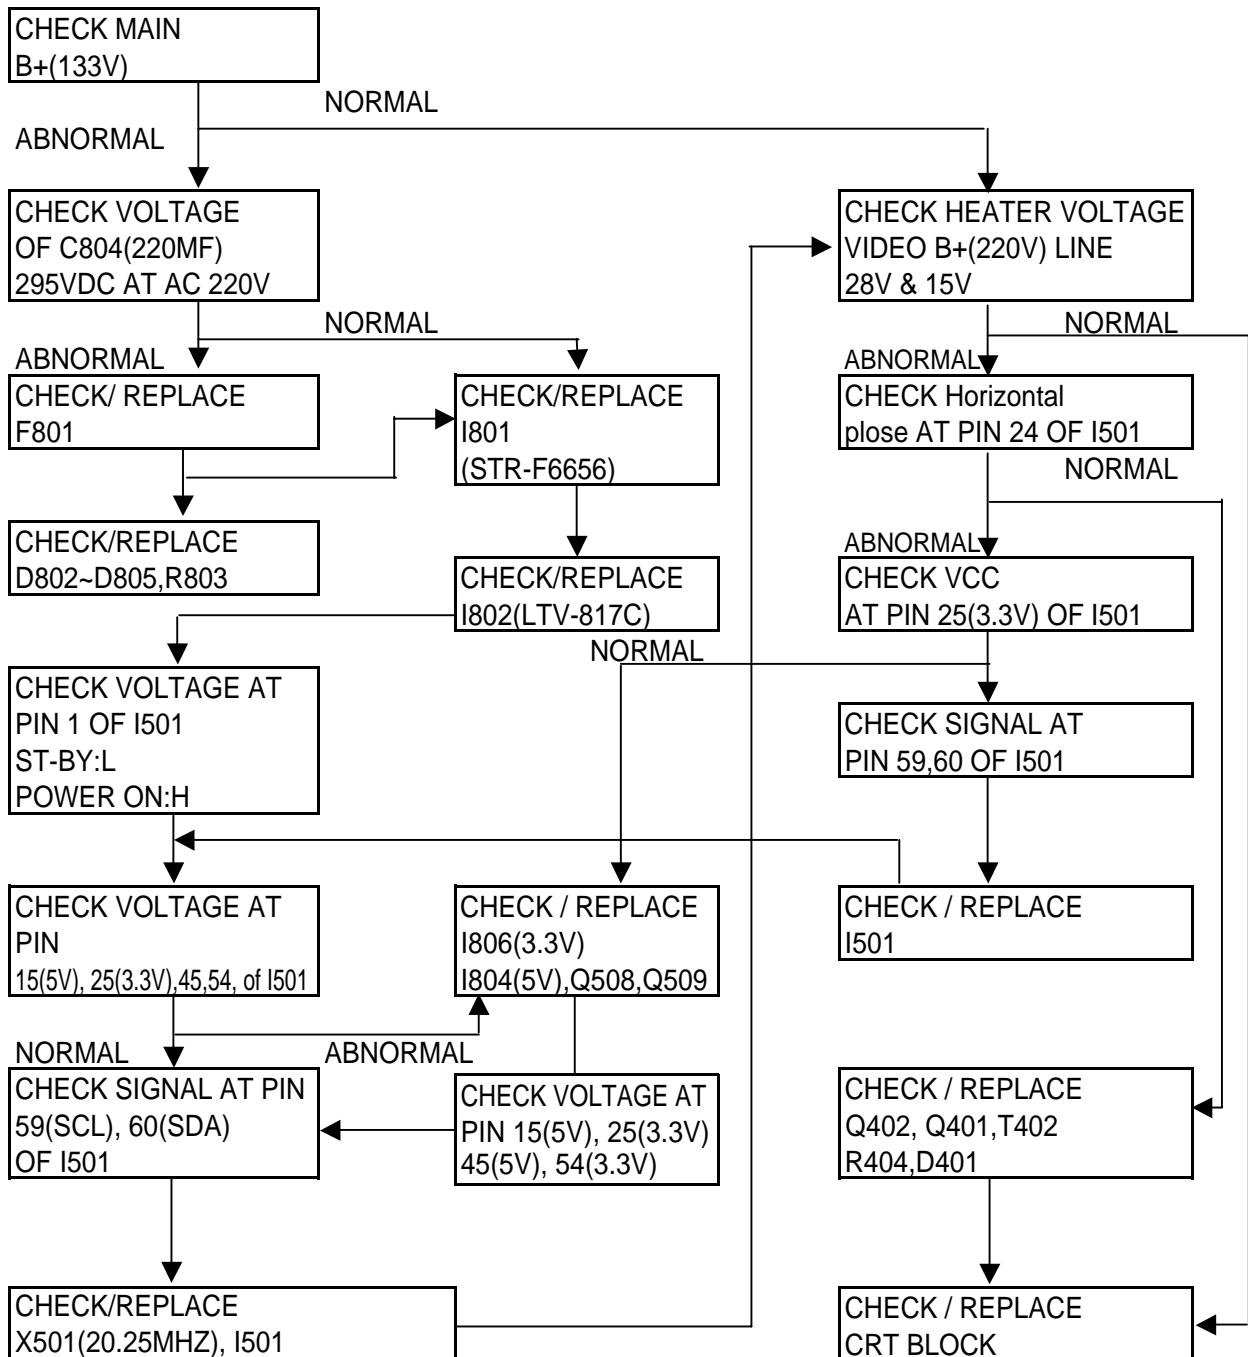 CHECK MAIN
B+(133V)
NORMAL
ABNORMAL
CHECK VOLTAGE
OF C804(220MF)
295VDC AT AC 220V
CHECK HEATER VOLTAGE
VIDEO B+(220V) LINE
28V & 15V
NORMAL
ABNORMAL
NORMAL
ABNORMAL
CHECK/ REPLACE
F801
CHECK/REPLACE
I801
(STR-F6656)
CHECK Horizontal
plose AT PIN 24 OF I501
NORMAL
ABNORMAL
CHECK/REPLACE
D802~D805,R803
CHECK/REPLACE
I802(LTV-817C)
CHECK VCC
AT PIN 25(3.3V) OF I501
NORMAL
CHECK VOLTAGE AT
PIN 1 OF I501
ST-BY:L
POWER ON:H
CHECK SIGNAL AT
PIN 59,60 OF I501
CHECK VOLTAGE AT
PIN
15(5V), 25(3.3V),45,54, of I501
CHECK / REPLACE
I806(3.3V)
I804(5V),Q508,Q509
CHECK / REPLACE
I501
NORMAL
ABNORMAL
CHECK SIGNAL AT PIN
59(SCL), 60(SDA)
OF I501
CHECK VOLTAGE AT
PIN 15(5V), 25(3.3V)
45(5V), 54(3.3V)
CHECK / REPLACE
Q402, Q401,T402
R404,D401
CHECK/REPLACE
X501(20.25MHZ), I501
CHECK / REPLACE
CRT BLOCK